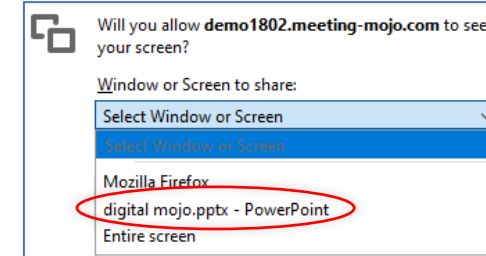 Will you allow demo1802.meeting-mojo.com to see
your screen?
Window or Screen to share:
Select Window or Screen
Select Window or Screen
Mozilla Firefox
digital mojo.pptx - PowerPoint
Entire screen